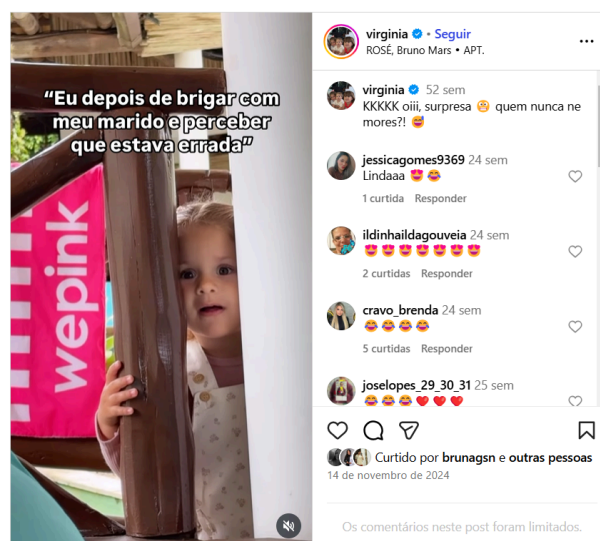 “Eu depois de brigar com
meu marido e perceber
que estava errada”
wepink
virginia • Seguir
ROSÉ, Bruno Mars • APT.
virginia 52 sem
KKKKK oiii, surpresa 😬 quem nunca ne
mores?! 😅
jessicagomes9369 24 sem
Lindaaa 😍😂
1 curtida Responder
ildinhaildagouveia 24 sem
😍😍😍😍😍😍😍
2 curtidas Responder
cravo_brenda 24 sem
😂😂😂😂
5 curtidas Responder
joselopes_29_30_31 25 sem
😂😂😂❤️❤️❤️
Curtido por brunagsn e outras pessoas
14 de novembro de 2024
Os comentários neste post foram limitados.